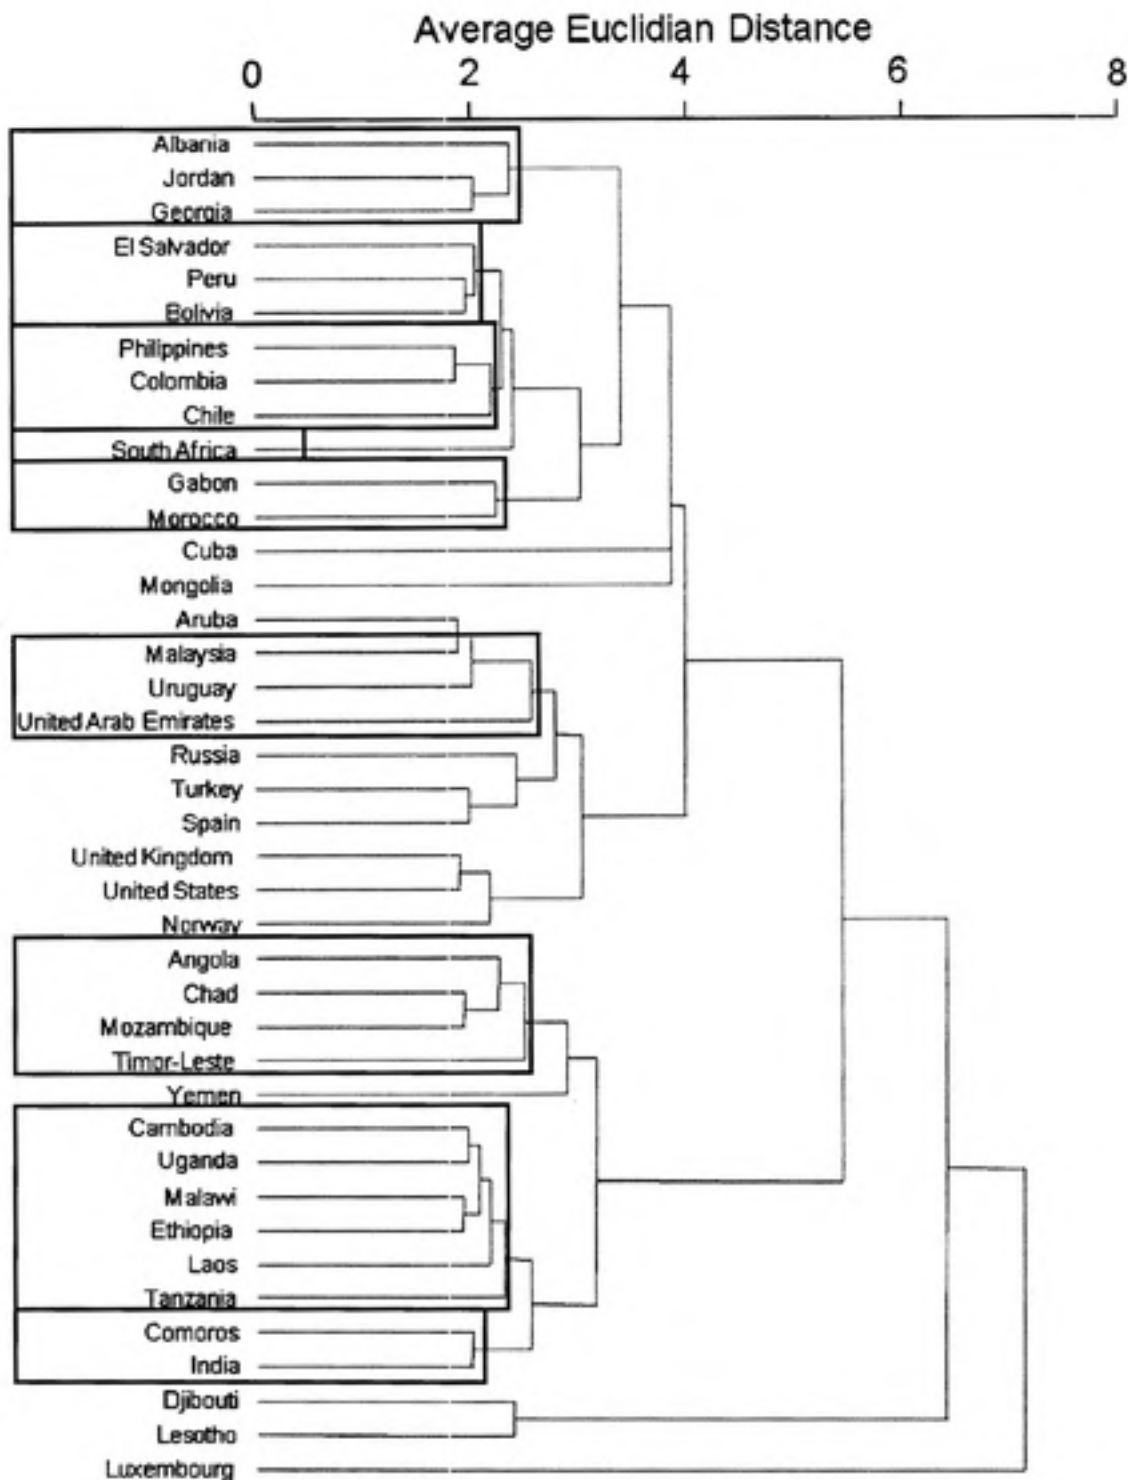 Average Euclidian Distance
0 2 4 6 8
Albania
Jordan
Georgia
El Salvador
Peru
Bolivia
Philippines
Colombia
Chile
South Africa
Gabon
Morocco
Cuba
Mongolia
Aruba
Malaysia
Uruguay
United Arab Emirates
Russia
Turkey
Spain
United Kingdom
United States
Norway
Angola
Chad
Mozambique
Timor-Leste
Yemen
Cambodia
Uganda
Malawi
Ethiopia
Laos
Tanzania
Comoros
India
Djibouti
Lesotho
Luxembourg